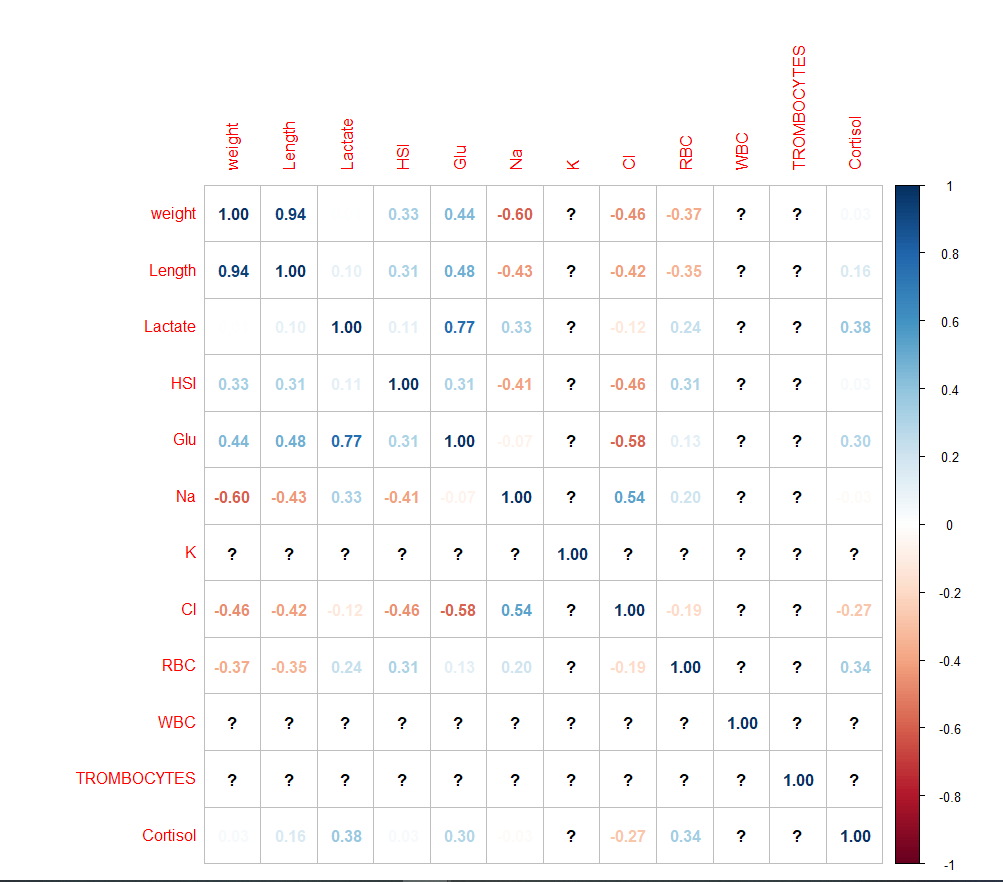 weight Length Lactate HSI Glu Na K Cl RBC WBC TROMBOCYTES Cortisol
weight 1.00 0.94 0.33 0.44 -0.60 ? -0.46 -0.37 ? ? 0.03
Length 0.94 1.00 0.10 0.31 0.48 -0.43 ? -0.42 -0.35 ? ? 0.16
Lactate 0.10 1.00 0.11 0.77 0.33 ? -0.12 0.24 ? ? 0.38
HSI 0.33 0.31 0.11 1.00 0.31 -0.41 ? -0.46 0.31 ? ? 0.03
Glu 0.44 0.48 0.77 0.31 1.00 -0.07 ? -0.58 0.13 ? ? 0.30
Na -0.60 -0.43 0.33 -0.41 -0.07 1.00 ? 0.54 0.20 ? ?
K ? ? ? ? ? ? 1.00 ? ? ? ? ?
Cl -0.46 -0.42 -0.12 -0.46 -0.58 0.54 ? 1.00 -0.19 ? ? -0.27
RBC -0.37 -0.35 0.24 0.31 0.13 0.20 ? -0.19 1.00 ? ? 0.34
WBC ? ? ? ? ? ? ? ? ? 1.00 ? ?
TROMBOCYTES ? ? ? ? ? ? ? ? ? ? 1.00 ?
Cortisol 0.03 0.16 0.38 0.03 0.30 ? -0.27 0.34 ? ? 1.00
1
0.8
0.6
0.4
0.2
0
-0.2
-0.4
-0.6
-0.8
-1